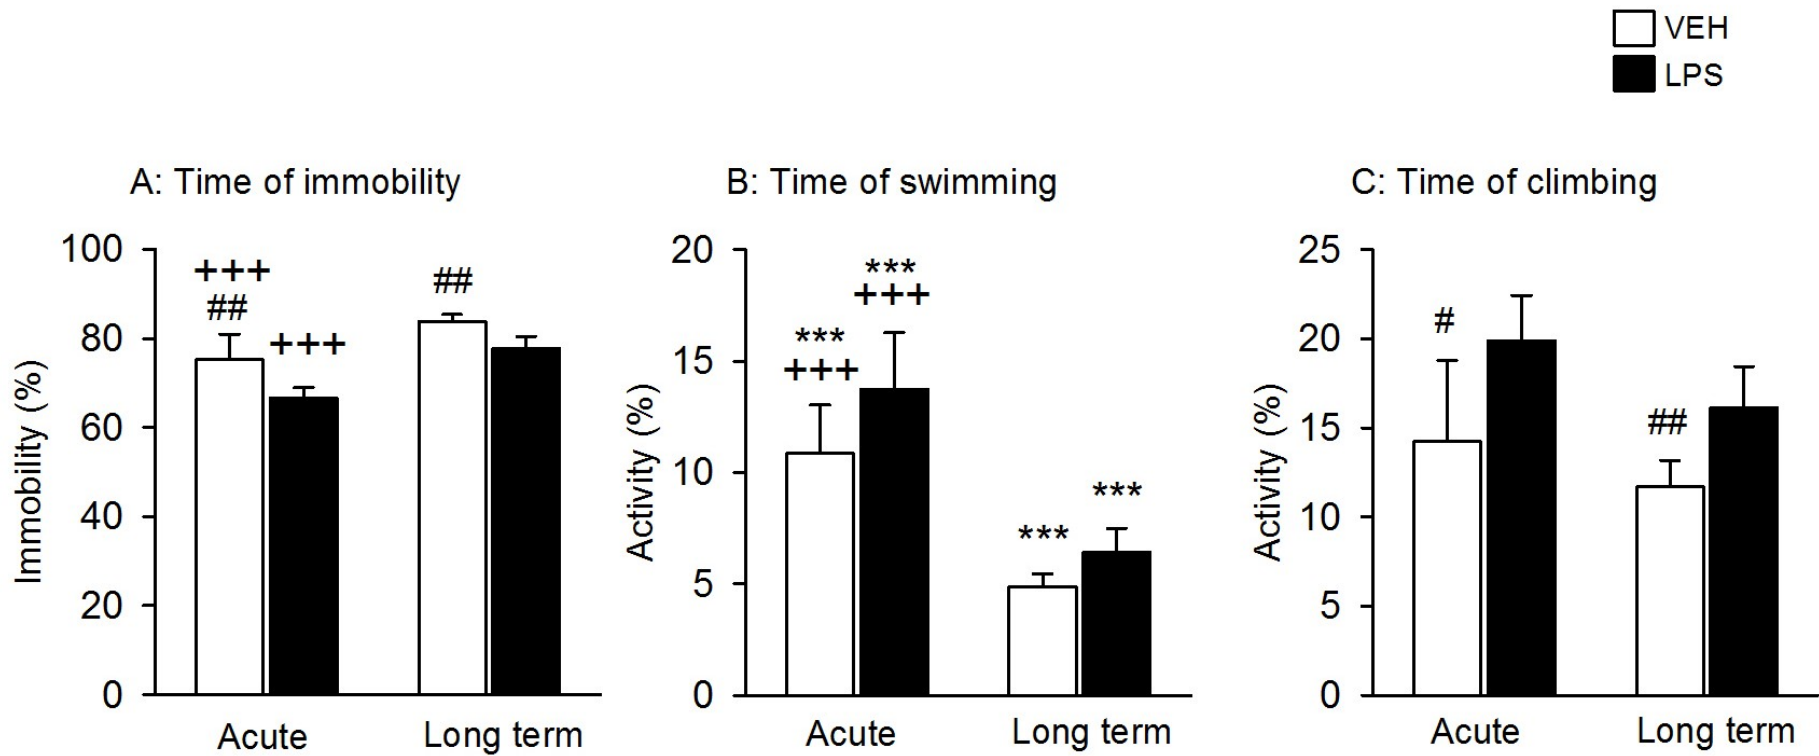 VEH
LPS
A: Time of immobility
B: Time of swimming
C: Time of climbing
Immobility (%)
100
80
60
40
20
0
+++
##
+++
##
Acute
Long term
Activity (%)
20
15
10
5
0
***
+++
***
+++
***
***
Acute
Long term
Activity (%)
25
20
15
10
5
0
#
##
Acute
Long term